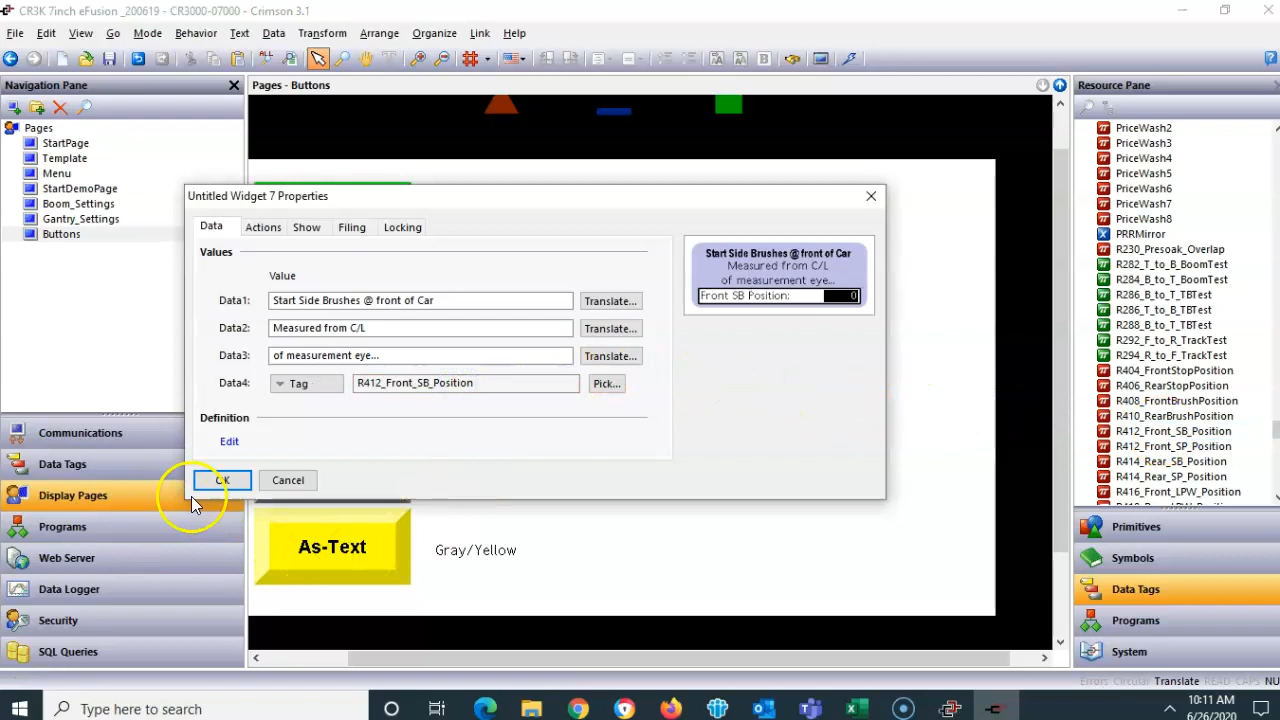 CR3K 7inch eFusion _200619 - CR3000-07000 - Crimson 3.1
File Edit View Go Mode Behavior Text Data Transform Arrange Organize Link Help
Navigation Pane
Pages - Buttons
Resource Pane
Pages
StartPage
Template
Menu
StartDemoPage
Boom_Settings
Gantry_Settings
Buttons
Communications
Data Tags
Display Pages
Programs
Web Server
Data Logger
Security
SQL Queries
Untitled Widget 7 Properties
Data Actions Show Filing Locking
Values
Value
Data1: Start Side Brushes @ front of Car Translate...
Data2: Measured from C/L Translate...
Data3: of measurement eye... Translate...
Data4: Tag R412_Front_SB_Position Pick...
Definition
Edit
OK Cancel
Start Side Brushes @ front of Car
Measured from C/L
of measurement eye...
Front SB Position: 0
As-Text
Gray/Yellow
PriceWash2
PriceWash3
PriceWash4
PriceWash5
PriceWash6
PriceWash7
PriceWash8
PRRMirror
R230_Presoak_Overlap
R282_T_to_B_BoomTest
R284_B_to_T_BoomTest
R286_B_to_T_TBTest
R286_T_to_B_TBTest
R288_B_to_T_TBTest
R292_F_to_R_TrackTest
R294_R_to_F_TrackTest
R404_FrontStopPosition
R406_RearStopPosition
R408_FrontBrushPosition
R410_RearBrushPosition
R412_Front_SB_Position
R412_Front_SP_Position
R414_Rear_SB_Position
R414_Rear_SP_Position
R416_Front_LPW_Position
Primitives
Symbols
Data Tags
Programs
System
Errors Circular Translate READ CAPS NU
Type here to search
10:11 AM
6/26/2020